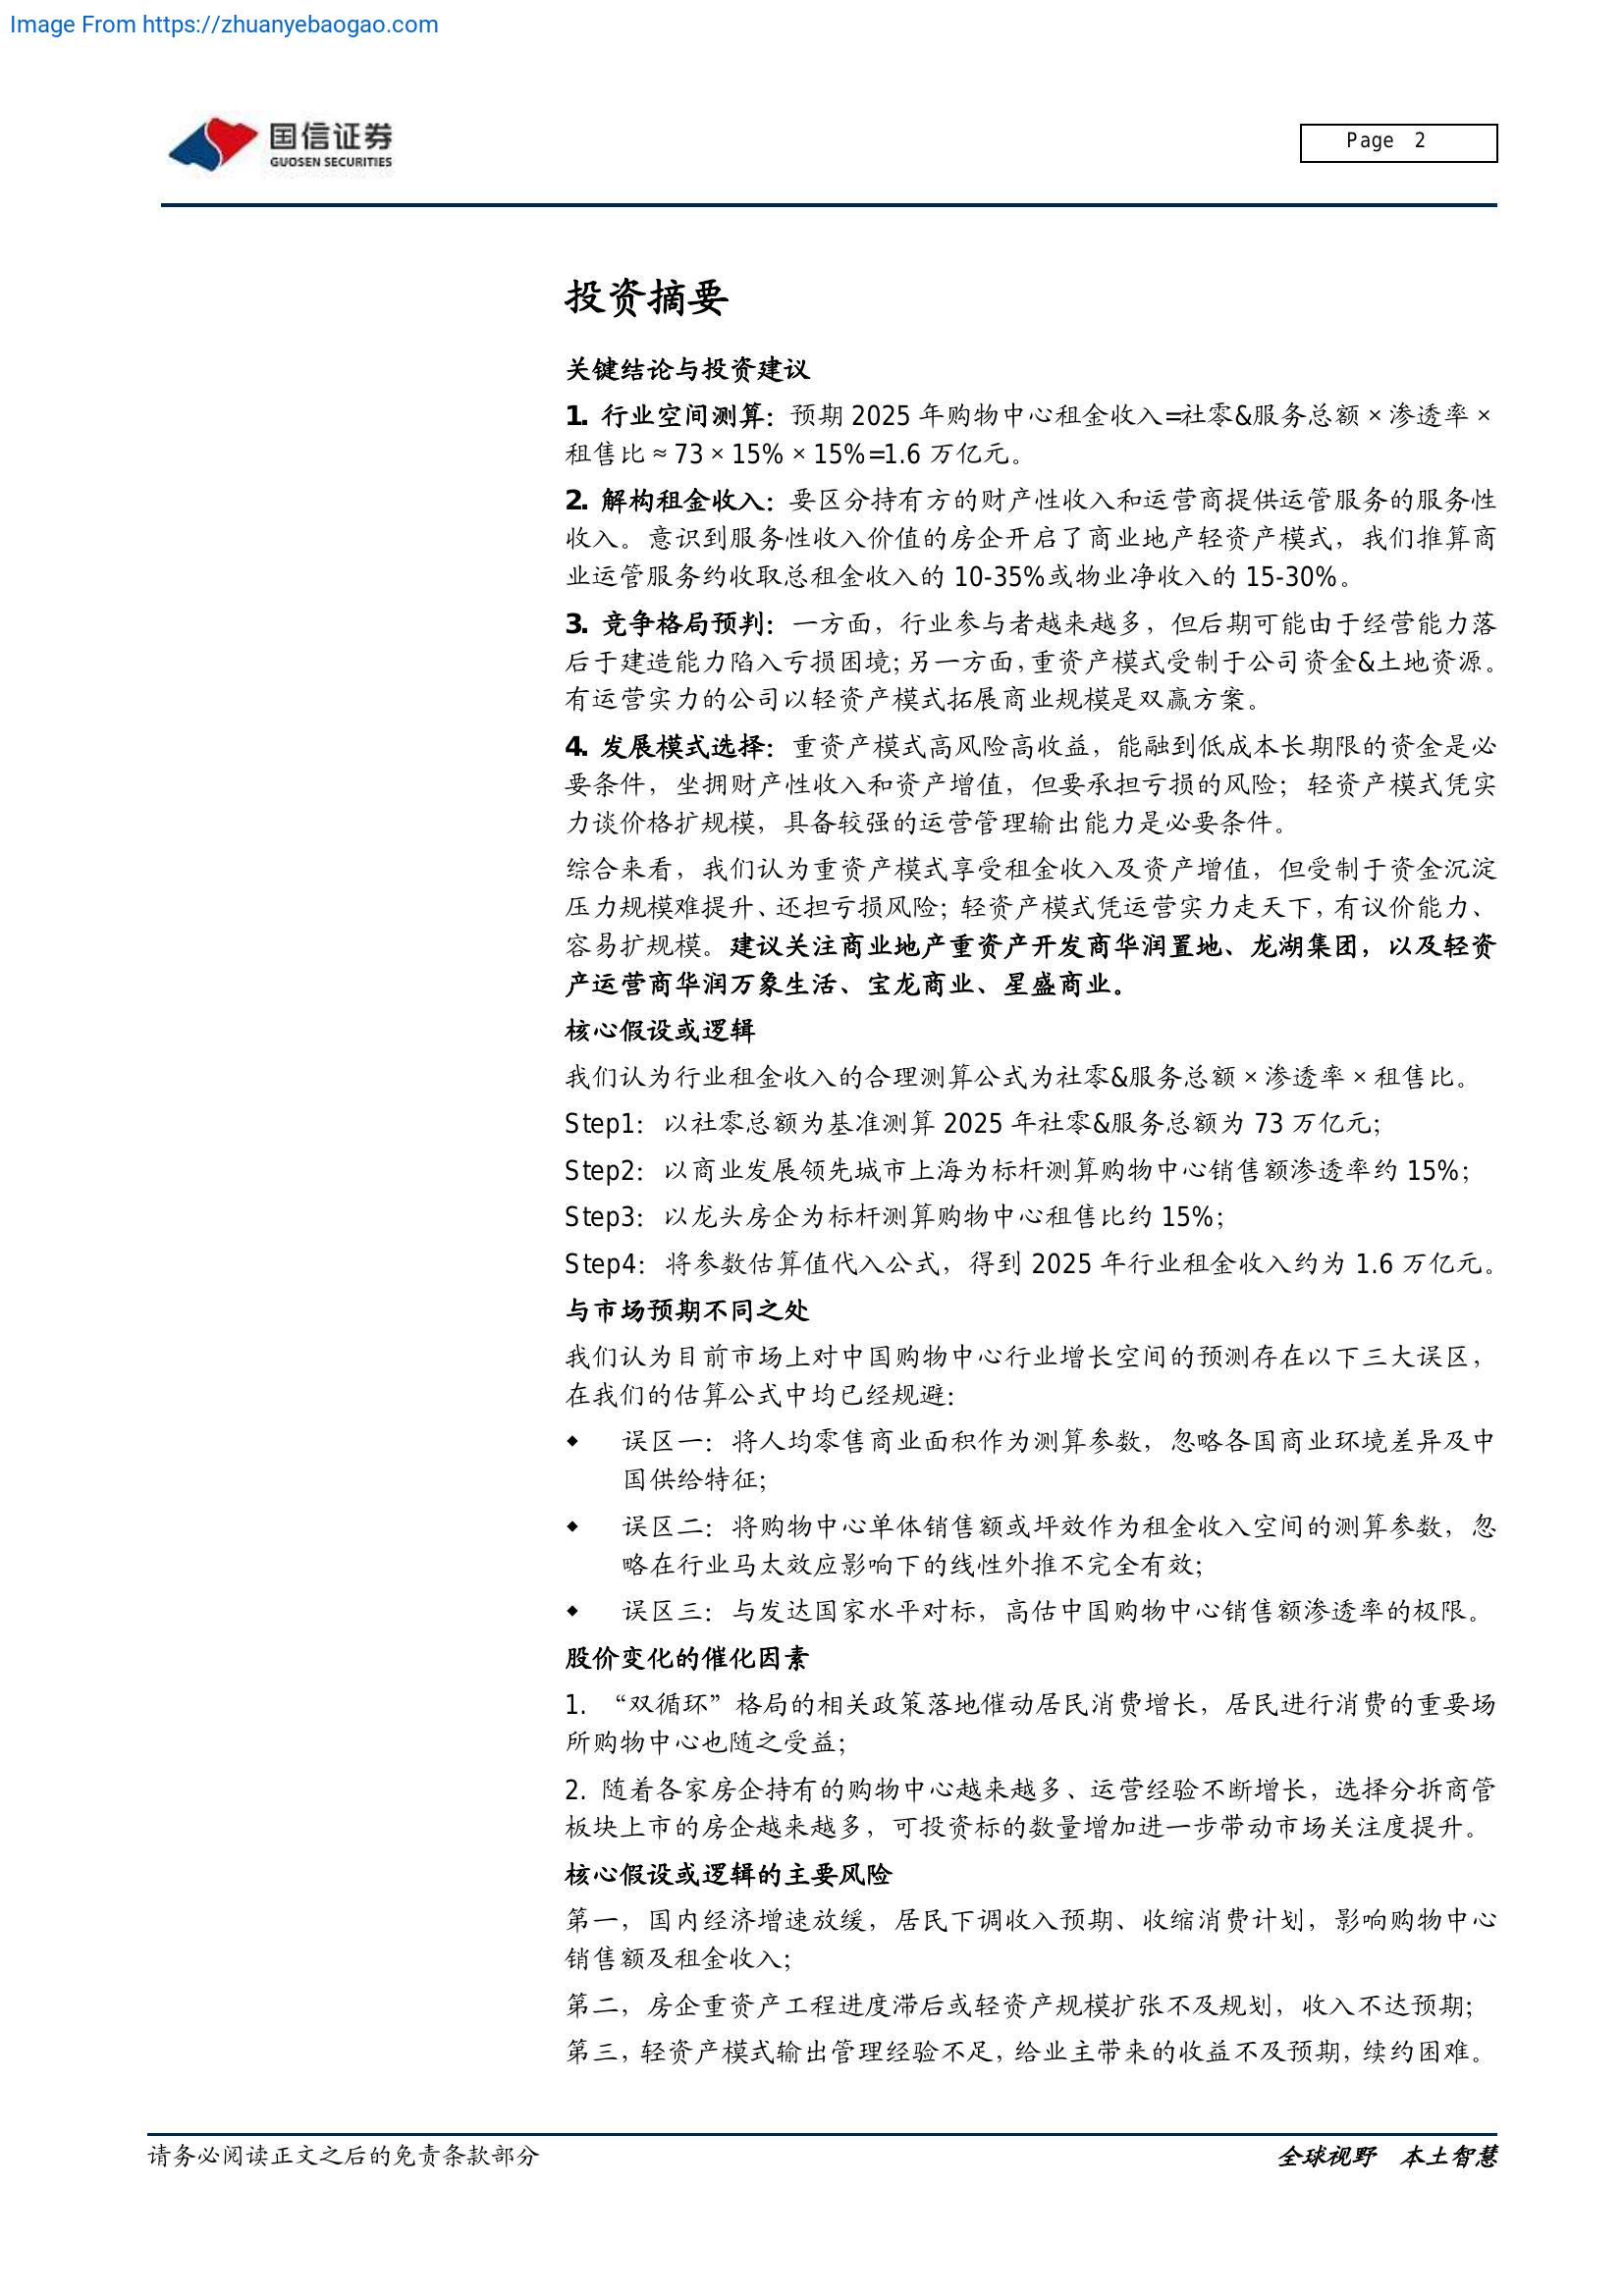 Image From https://zhuanyebaogao.com
国信证券
GUOSEN SECURITIES
Page 2
投资摘要
关键结论与投资建议
1. 行业空间测算：预期 2025 年购物中心租金收入=社零&服务总额×渗透率×
租售比≈73×15%×15%=1.6 万亿元。
2. 解构租金收入：要区分持有方的财产性收入和运营商提供运管服务的服务性
收入。意识到服务性收入价值的房企开启了商业地产轻资产模式，我们推算商
业运管服务约收取总租金收入的 10-35%或物业净收入的 15-30%。
3. 竞争格局预判：一方面，行业参与者越来越多，但后期可能由于经营能力落
后于建造能力陷入亏损困境；另一方面，重资产模式受制于公司资金&土地资源。
有运营实力的公司以轻资产模式拓展商业规模是双赢方案。
4. 发展模式选择：重资产模式高风险高收益，能融到低成本长期限的资金是必
要条件，坐拥财产性收入和资产增值，但要承担亏损的风险；轻资产模式凭实
力谈价格扩规模，具备较强的运营管理输出能力是必要条件。
综合来看，我们认为重资产模式享受租金收入及资产增值，但受制于资金沉淀
压力规模难提升、还担亏损风险；轻资产模式凭运营实力走天下，有议价能力、
容易扩规模。建议关注商业地产重资产开发商华润置地、龙湖集团，以及轻资
产运营商华润万象生活、宝龙商业、星盛商业。
核心假设或逻辑
我们认为行业租金收入的合理测算公式为社零&服务总额×渗透率×租售比。
Step1：以社零总额为基准测算 2025 年社零&服务总额为 73 万亿元；
Step2：以商业发展领先城市上海为标杆测算购物中心销售额渗透率约 15%；
Step3：以龙头房企为标杆测算购物中心租售比约 15%；
Step4：将参数估算值代入公式，得到 2025 年行业租金收入约为 1.6 万亿元。
与市场预期不同之处
我们认为目前市场上对中国购物中心行业增长空间的预测存在以下三大误区，
在我们的估算公式中均已经规避：
◆ 误区一：将人均零售商业面积作为测算参数，忽略各国商业环境差异及中
国供给特征；
◆ 误区二：将购物中心单体销售额或坪效作为租金收入空间的测算参数，忽
略在行业马太效应影响下的线性外推不完全有效；
◆ 误区三：与发达国家水平对标，高估中国购物中心销售额渗透率的极限。
股价变化的催化因素
1. “双循环”格局的相关政策落地催动居民消费增长，居民进行消费的重要场
所购物中心也随之受益；
2. 随着各家房企持有的购物中心越来越多、运营经验不断增长，选择分拆商管
板块上市的房企越来越多，可投资标的数量增加进一步带动市场关注度提升。
核心假设或逻辑的主要风险
第一，国内经济增速放缓，居民下调收入预期、收缩消费计划，影响购物中心
销售额及租金收入；
第二，房企重资产工程进度滞后或轻资产规模扩张不及规划，收入不达预期；
第三，轻资产模式输出管理经验不足，给业主带来的收益不及预期，续约困难。
请务必阅读正文之后的免责条款部分
全球视野 本土智慧